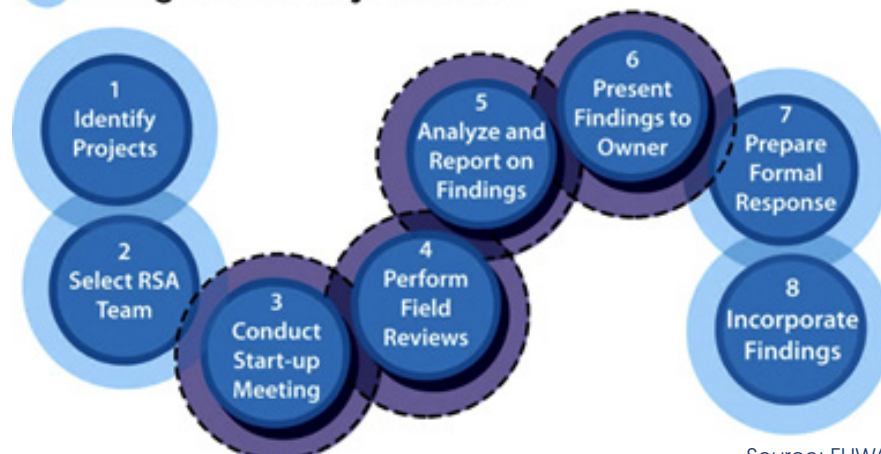 1
Identify
Projects
2
Select RSA
Team
3
Conduct
Start-up
Meeting
4
Perform
Field
Reviews
5
Analyze and
Report on
Findings
6
Present
Findings to
Owner
7
Prepare
Formal
Response
8
Incorporate
Findings